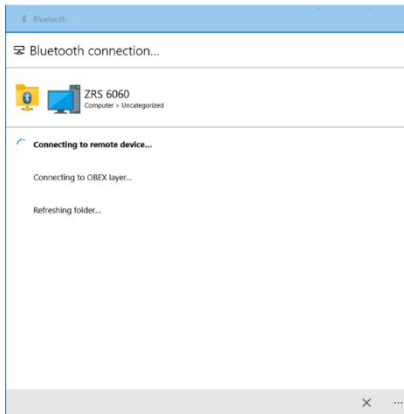 Bluetooth
Bluetooth connection...
ZRS 6060
Computer > Uncategorized
Connecting to remote device...
Connecting to OBEX layer...
Refreshing folder...